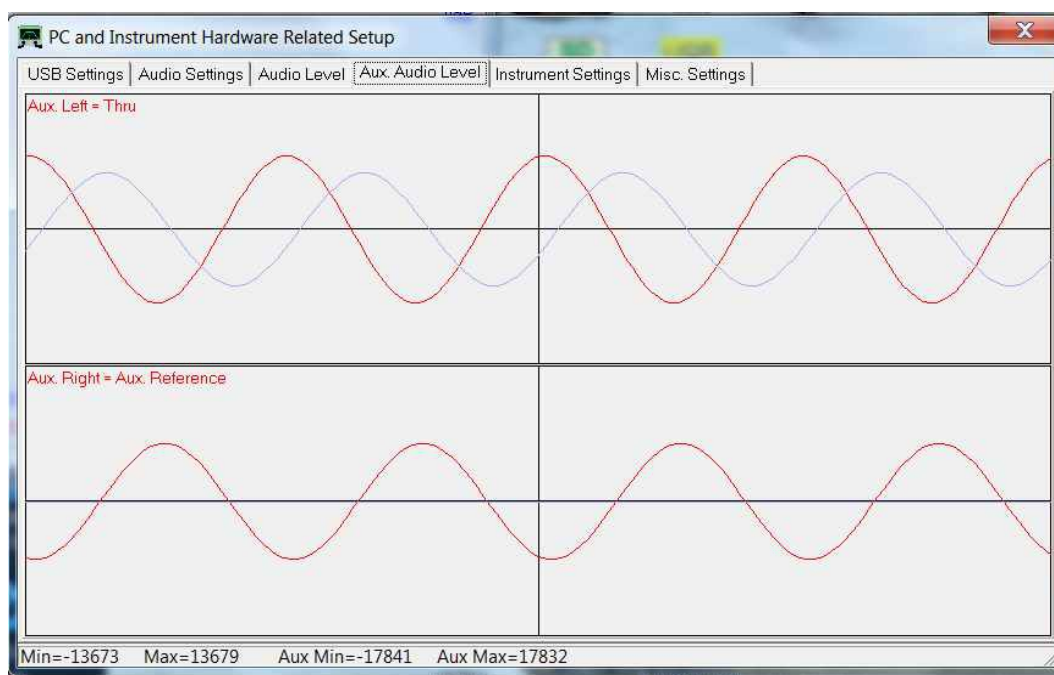 PC and Instrument Hardware Related Setup
USB Settings Audio Settings Audio Level Aux. Audio Level Instrument Settings Misc. Settings
Aux. Left = Thru
Aux. Right = Aux. Reference
Min=-13673 Max=13679 Aux Min=-17841 Aux Max=17832